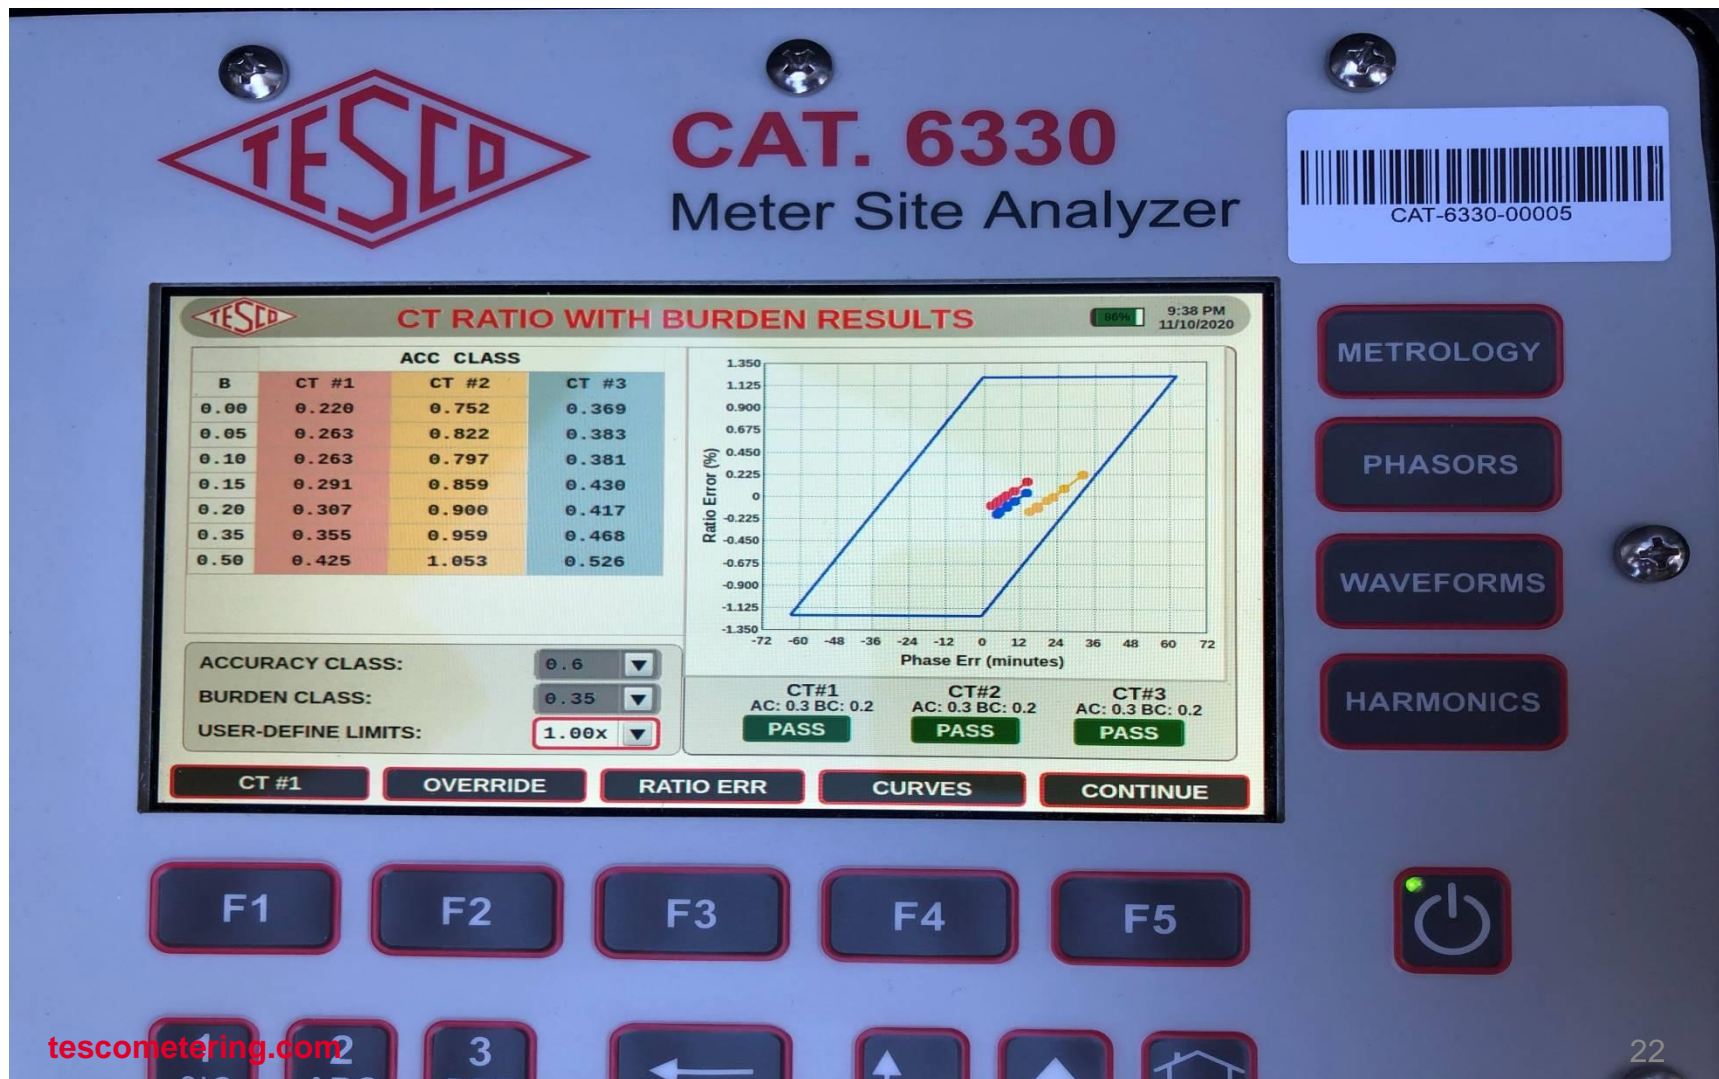 TESCO
CAT. 6330
Meter Site Analyzer
CAT-6330-00005
TESCO
CT RATIO WITH BURDEN RESULTS
86%
9:38 PM
11/10/2020
ACC CLASS
B CT #1 CT #2 CT #3
0.00 0.220 0.752 0.369
0.05 0.263 0.822 0.383
0.10 0.263 0.797 0.381
0.15 0.291 0.859 0.430
0.20 0.307 0.900 0.417
0.35 0.355 0.959 0.468
0.50 0.425 1.053 0.526
Ratio Error (%)
1.350
1.125
0.900
0.675
0.450
0.225
0
-0.225
-0.450
-0.675
-0.900
-1.125
-1.350
-72 -60 -48 -36 -24 -12 0 12 24 36 48 60 72
Phase Err (minutes)
ACCURACY CLASS: 0.6
BURDEN CLASS: 0.35
USER-DEFINE LIMITS: 1.00x
CT#1 CT#2 CT#3
AC: 0.3 BC: 0.2 AC: 0.3 BC: 0.2 AC: 0.3 BC: 0.2
PASS PASS PASS
CT #1 OVERRIDE RATIO ERR CURVES CONTINUE
METROLOGY
PHASORS
WAVEFORMS
HARMONICS
F1 F2 F3 F4 F5
1 2 3
tescometering.com
22